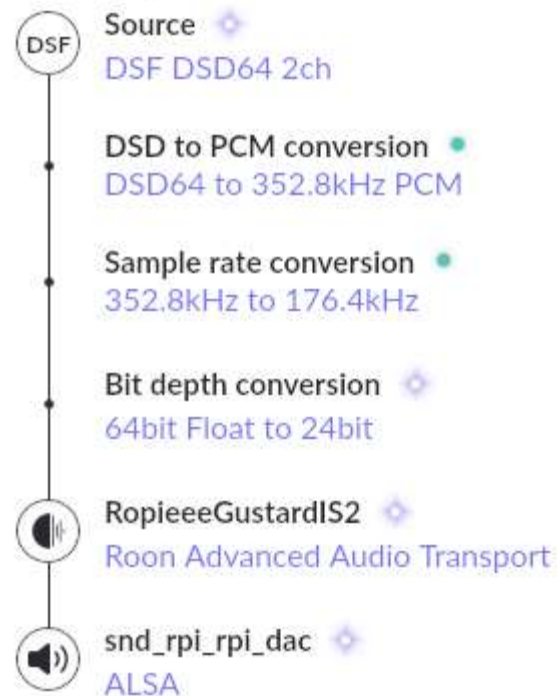 DSF
Source
DSF DSD64 2ch
DSD to PCM conversion
DSD64 to 352.8kHz PCM
Sample rate conversion
352.8kHz to 176.4kHz
Bit depth conversion
64bit Float to 24bit
RopieeeGustardIS2
Roon Advanced Audio Transport
snd_rpi_rpi_dac
ALSA